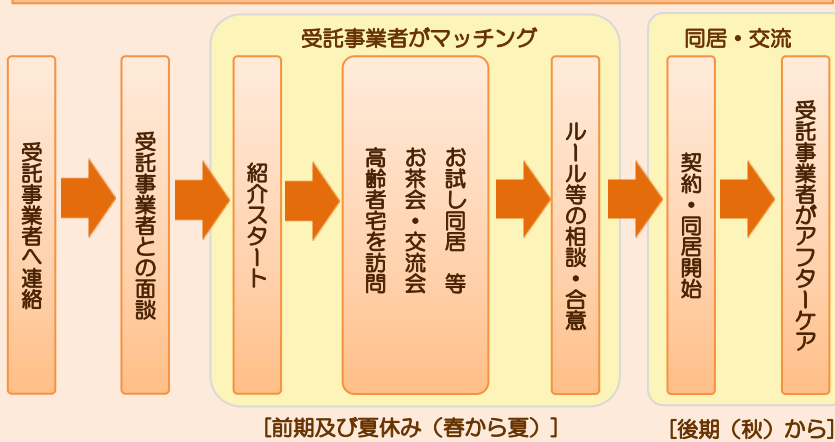 受託事業者がマッチング
同居・交流
受託事業者へ連絡
受託事業者との面談
紹介スタート
お試し同居　等
お茶会・交流会
高齢者宅を訪問
ルール等の相談・合意
契約・同居開始
受託事業者がアフターケア
[前期及び夏休み（春から夏）]
[後期（秋）から]